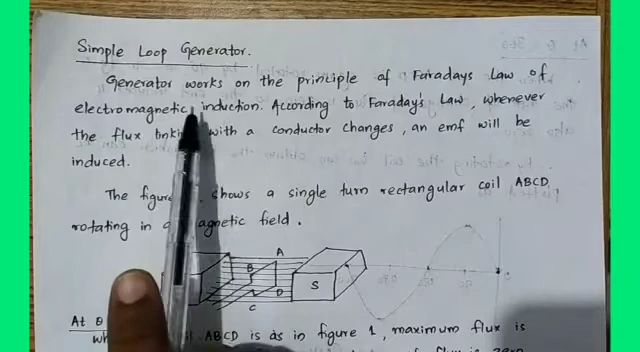 Simple Loop Generator.
Generator works on the principle of Faradays Law of
electromagnetic induction. According to Faraday's Law, whenever
the flux linking with a conductor changes, an emf will be
induced.
The figure shows a single turn rectangular coil ABCD
rotating in a magnetic field.
A
B
S
D
C
At θ
ABCD is as in figure 1, maximum flux is